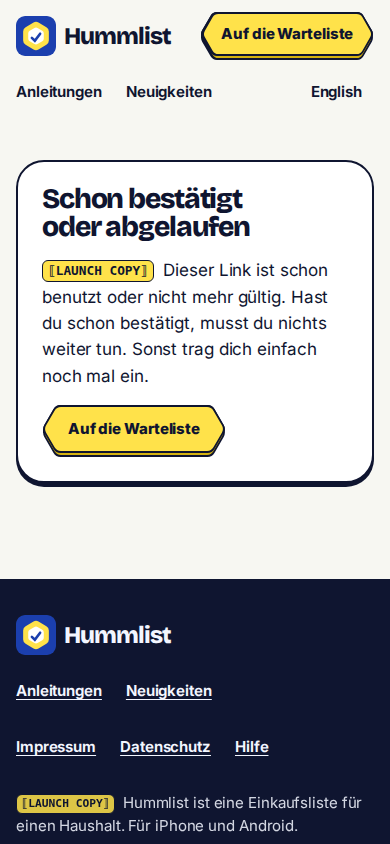 Hummlist
Auf die Warteliste
Anleitungen Neuigkeiten English
Schon bestätigt
oder abgelaufen
⟦LAUNCH COPY⟧ Dieser Link ist schon
benutzt oder nicht mehr gültig. Hast
du schon bestätigt, musst du nichts
weiter tun. Sonst trag dich einfach
noch mal ein.
Auf die Warteliste
Hummlist
Anleitungen Neuigkeiten
Impressum Datenschutz Hilfe
⟦LAUNCH COPY⟧ Hummlist ist eine Einkaufsliste für
einen Haushalt. Für iPhone und Android.